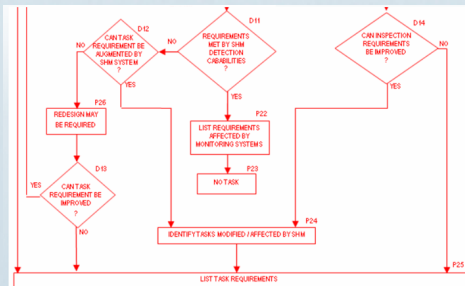 D12
CAN TASK
REQUIREMENT BE
AUGMENTED BY
SHM SYSTEM
?
NO
YES
D11
REQUIREMENTS
MET BY SHM
DETECTION
CAPABILITIES
?
NO
YES
D14
CAN INSPECTION
REQUIREMENTS
BE IMPROVED
?
NO
YES
P26
REDESIGN MAY
BE REQUIRED
P22
LIST REQUIREMENTS
AFFECTED BY
MONITORING SYSTEMS
P23
NO TASK
D13
CAN TASK
REQUIREMENT BE
IMPROVED
?
YES
NO
P24
IDENTIFY TASKS MODIFIED / AFFECTED BY SHM
P25
LIST TASK REQUIREMENTS